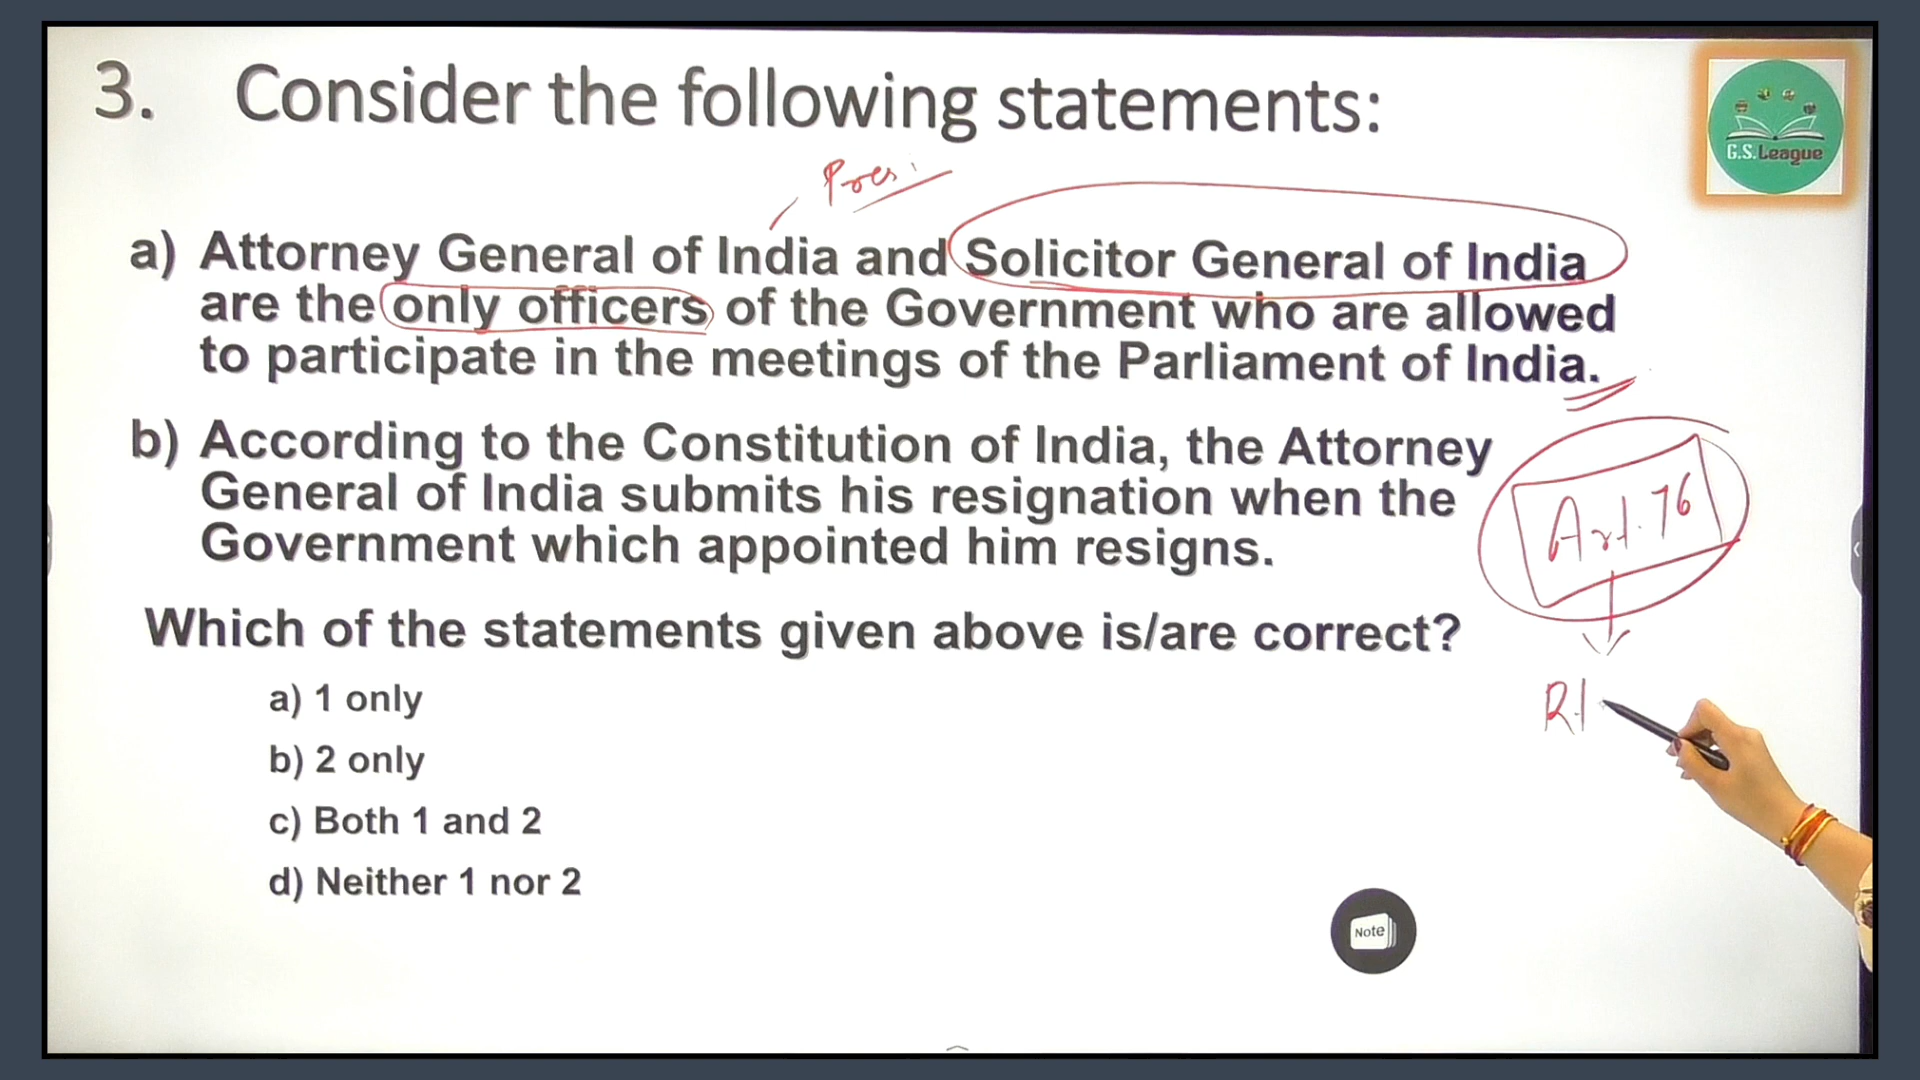 3. Consider the following statements:
G.S.League
Pres.
a) Attorney General of India and Solicitor General of India
are the only officers of the Government who are allowed
to participate in the meetings of the Parliament of India.
b) According to the Constitution of India, the Attorney
General of India submits his resignation when the
Government which appointed him resigns.
Art. 76
Which of the statements given above is/are correct?
a) 1 only
b) 2 only
c) Both 1 and 2
d) Neither 1 nor 2
Note